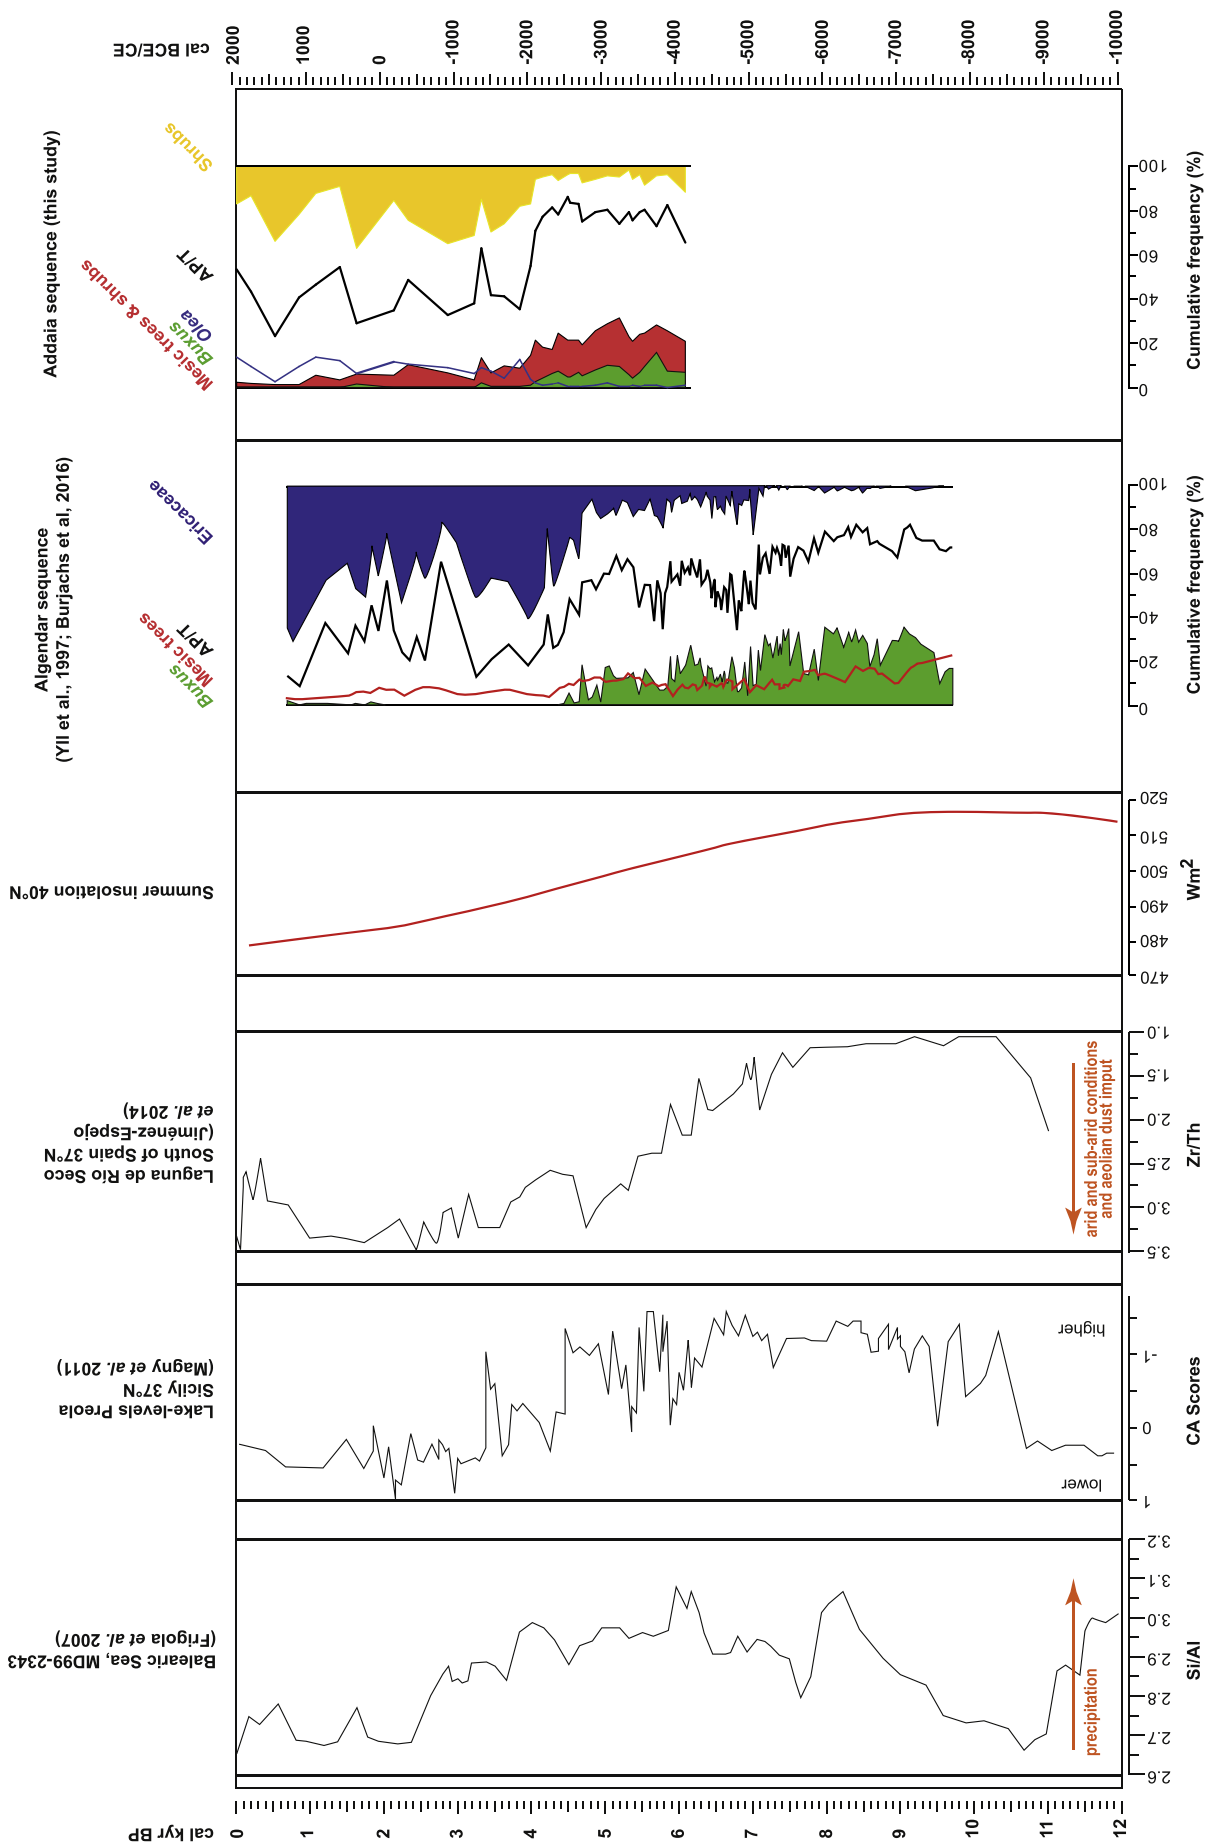 cal BCE/CE
2000
1000
0
-1000
-2000
-3000
-4000
-5000
-6000
-7000
-8000
-9000
-10000
Addaia sequence (this study)
Shrubs
AP/T
Mesic trees & shrubs
Olea
Buxus
100
80
60
40
20
0
Cumulative frequency (%)
Algendar sequence
(Yll et al., 1997; Burjachs et al, 2016)
Ericaceae
AP/T
Mesic trees
Buxus
100
80
60
40
20
0
Cumulative frequency (%)
Summer insolation 40°N
520
510
500
490
480
470
Wm2
Laguna de Río Seco
South of Spain 37°N
(Jiménez-Espejo
et al. 2014)
arid and sub-arid conditions
and aeolian dust imput
1.0
1.5
2.0
2.5
3.0
3.5
Zr/Th
Lake-levels Preola
Sicily 37°N
(Magny et al. 2011)
higher
lower
-1
0
1
CA Scores
Balearic Sea, MD99-2343
(Frigola et al. 2007)
precipitation
3.2
3.1
3.0
2.9
2.8
2.7
2.6
Si/Al
cal kyr BP
0
1
2
3
4
5
6
7
8
9
10
11
12